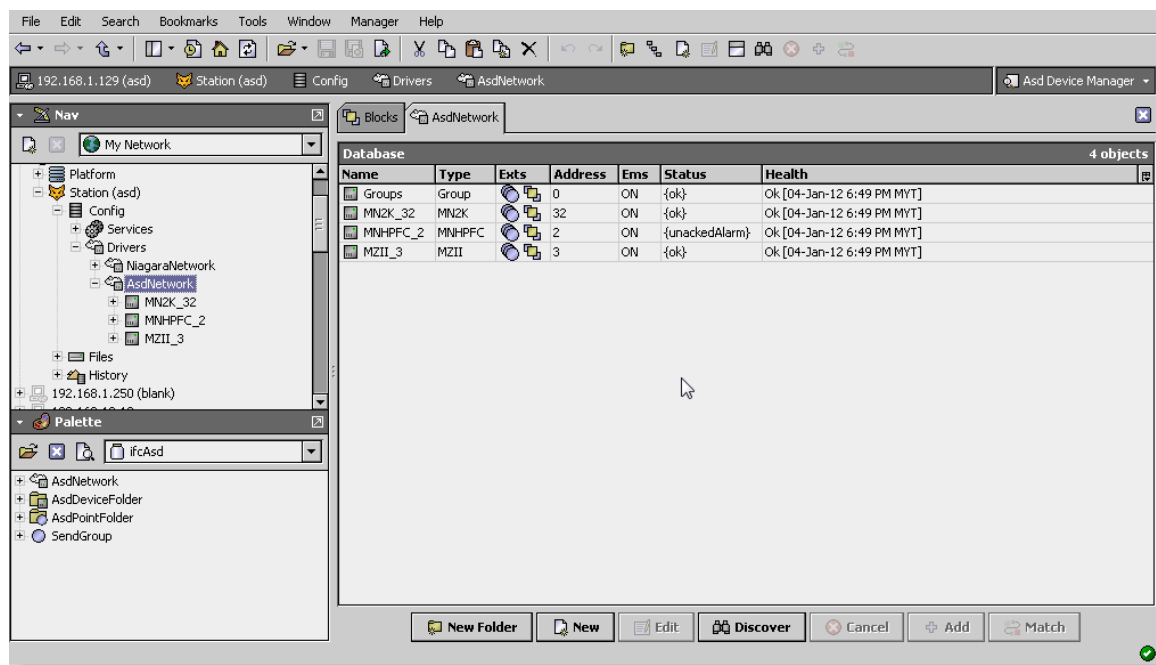 File Edit Search Bookmarks Tools Window Manager Help
192.168.1.129 (asd) Station (asd) Config Drivers AsdNetwork Asd Device Manager
Nav
My Network
Platform
Station (asd)
Config
Services
Drivers
NiagaraNetwork
AsdNetwork
MN2K_32
MNHPFC_2
MZII_3
Files
History
192.168.1.250 (blank)
Palette
ifcAsd
AsdNetwork
AsdDeviceFolder
AsdPointFolder
SendGroup
Blocks AsdNetwork
Database 4 objects
Name Type Exts Address Ems Status Health
Groups Group 0 ON {ok} Ok [04-Jan-12 6:49 PM MYT]
MN2K_32 MN2K 32 ON {ok} Ok [04-Jan-12 6:49 PM MYT]
MNHPFC_2 MNHPFC 2 ON {unackedAlarm} Ok [04-Jan-12 6:49 PM MYT]
MZII_3 MZII 3 ON {ok} Ok [04-Jan-12 6:49 PM MYT]
New Folder New Edit Discover Cancel Add Match